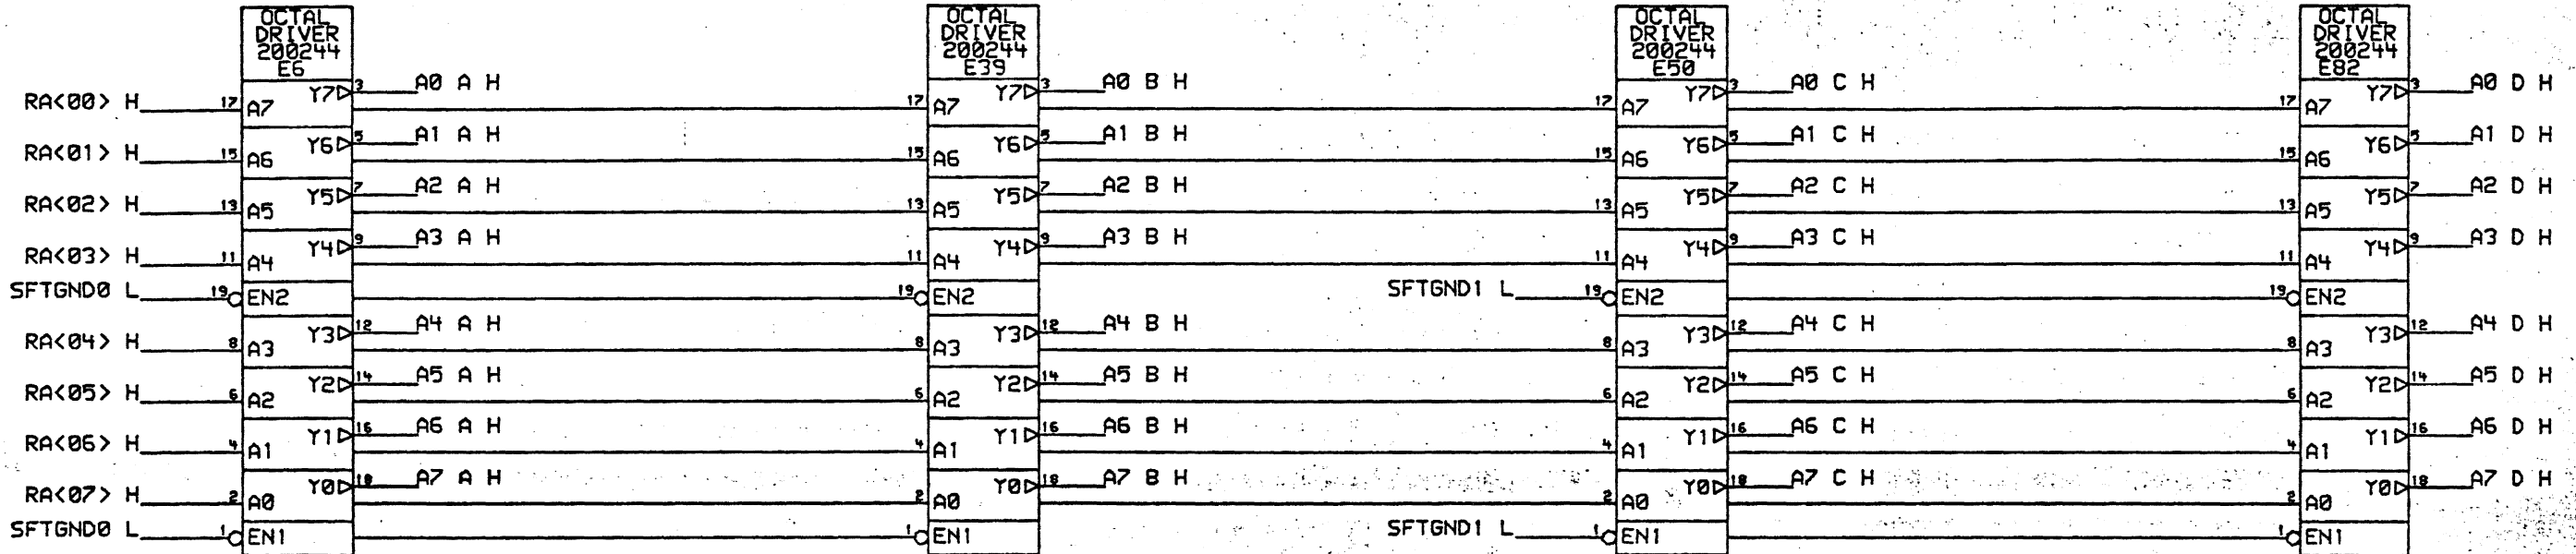 OCTAL DRIVER 200244 E6
RA<00> H 17 A7 Y7 3 A0 A H
RA<01> H 15 A6 Y6 5 A1 A H
RA<02> H 13 A5 Y5 7 A2 A H
RA<03> H 11 A4 Y4 9 A3 A H
SFTGND0 L 19 EN2
RA<04> H 8 A3 Y3 12 A4 A H
RA<05> H 6 A2 Y2 14 A5 A H
RA<06> H 4 A1 Y1 16 A6 A H
RA<07> H 2 A0 Y0 18 A7 A H
SFTGND0 L 1 EN1
OCTAL DRIVER 200244 E39
17 A7 Y7 3 A0 B H
15 A6 Y6 5 A1 B H
13 A5 Y5 7 A2 B H
11 A4 Y4 9 A3 B H
19 EN2
8 A3 Y3 12 A4 B H
6 A2 Y2 14 A5 B H
4 A1 Y1 16 A6 B H
2 A0 Y0 18 A7 B H
1 EN1
OCTAL DRIVER 200244 E50
17 A7 Y7 3 A0 C H
15 A6 Y6 5 A1 C H
13 A5 Y5 7 A2 C H
11 A4 Y4 9 A3 C H
SFTGND1 L 19 EN2
8 A3 Y3 12 A4 C H
6 A2 Y2 14 A5 C H
4 A1 Y1 16 A6 C H
2 A0 Y0 18 A7 C H
SFTGND1 L 1 EN1
OCTAL DRIVER 200244 E82
17 A7 Y7 3 A0 D H
15 A6 Y6 5 A1 D H
13 A5 Y5 7 A2 D H
11 A4 Y4 9 A3 D H
19 EN2
8 A3 Y3 12 A4 D H
6 A2 Y2 14 A5 D H
4 A1 Y1 16 A6 D H
2 A0 Y0 18 A7 D H
1 EN1